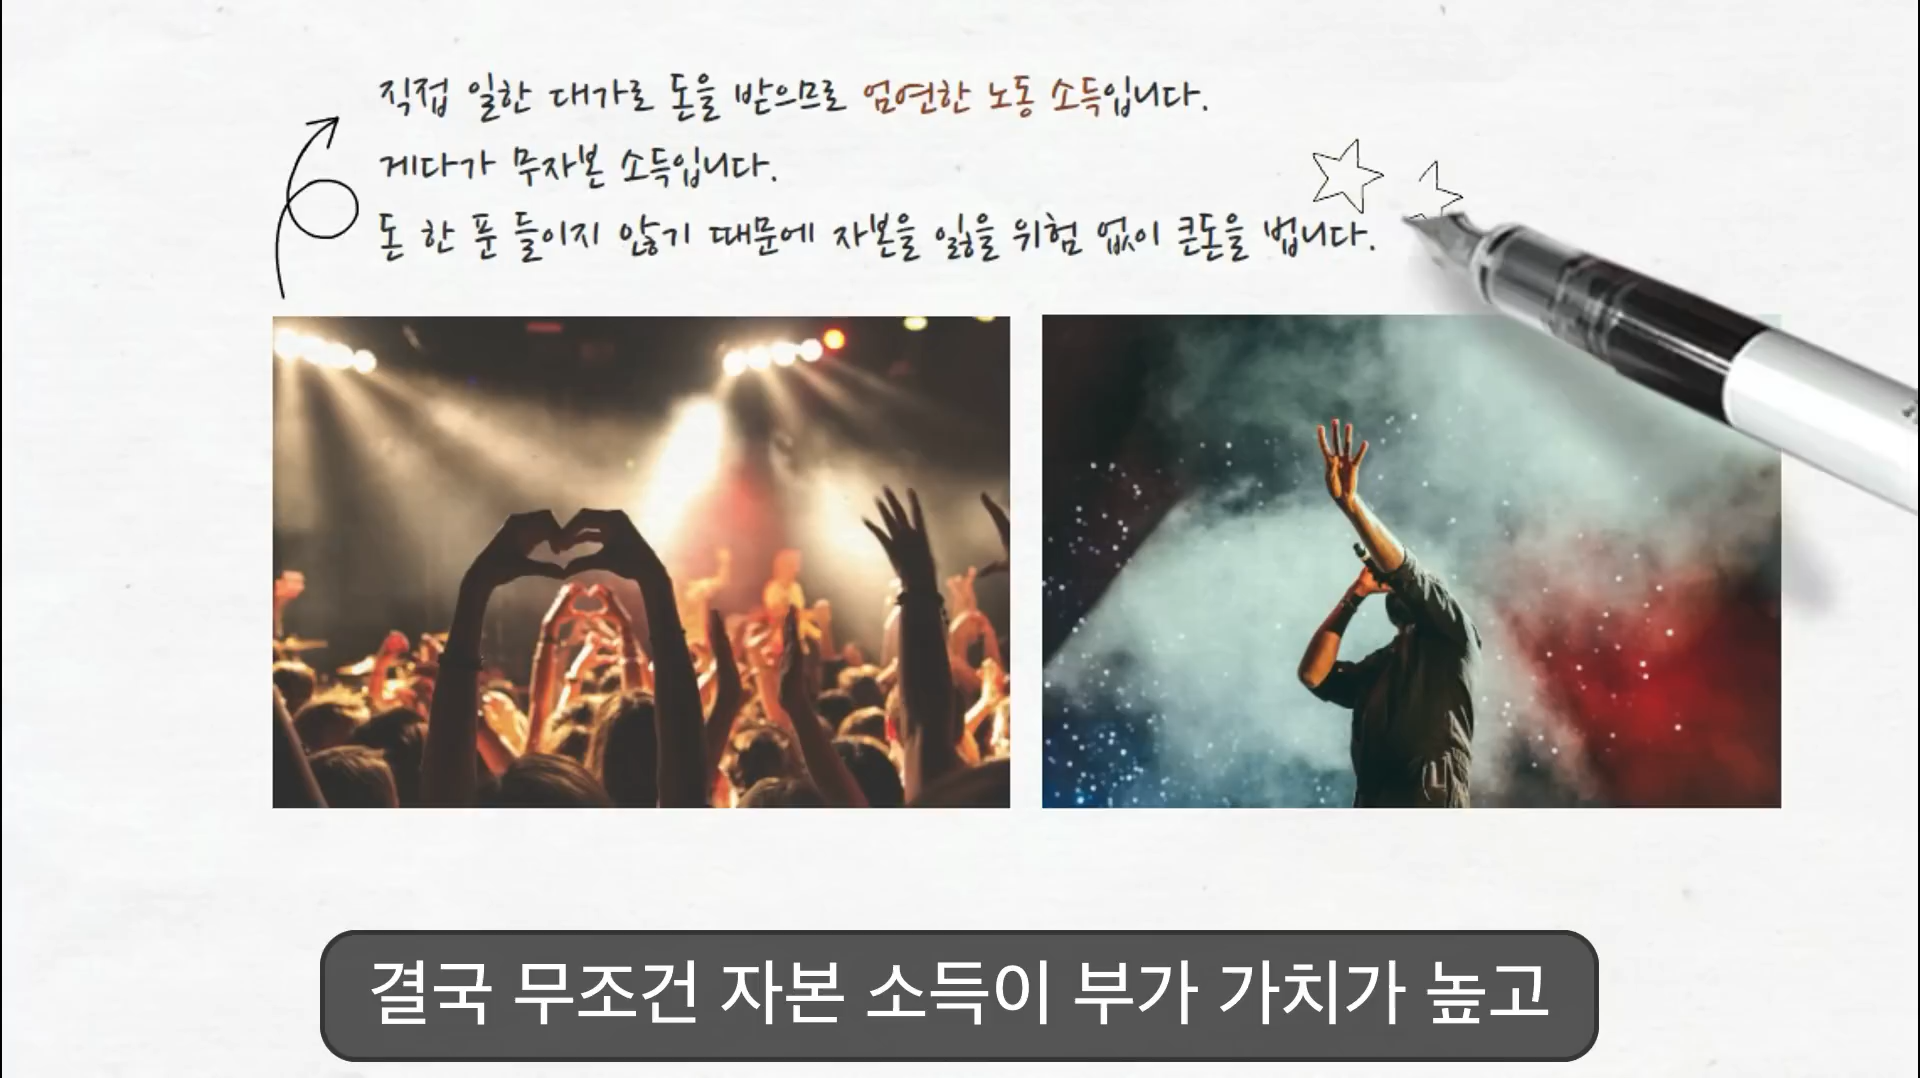 직접 일한 대가로 돈을 받으므로 엄연한 노동 소득입니다.
게다가 무자본 소득입니다.
돈 한 푼 들이지 않기 때문에 자본을 잃을 위험 없이 큰돈을 법니다.
결국 무조건 자본 소득이 부가 가치가 높고